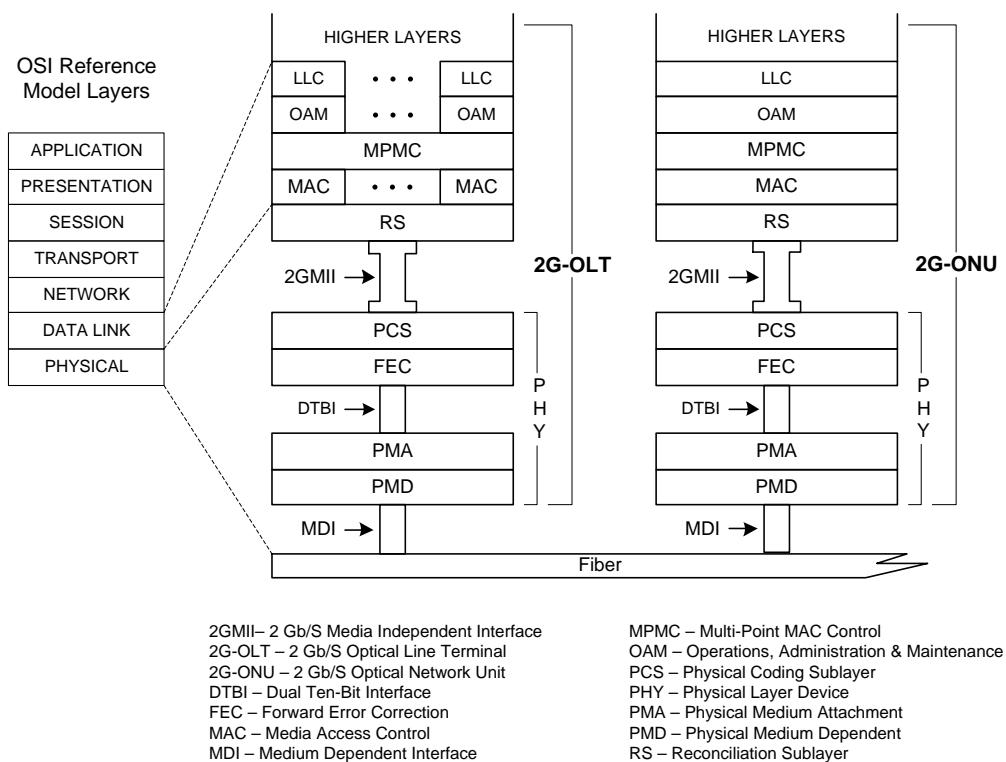 OSI Reference
Model Layers
APPLICATION
PRESENTATION
SESSION
TRANSPORT
NETWORK
DATA LINK
PHYSICAL
HIGHER LAYERS
LLC • • • LLC
OAM • • • OAM
MPMC
MAC • • • MAC
RS
2GMII
PCS
FEC
DTBI
PMA
PMD
MDI
PHY
2G-OLT
HIGHER LAYERS
LLC
OAM
MPMC
MAC
RS
2GMII
PCS
FEC
DTBI
PMA
PMD
MDI
PHY
2G-ONU
Fiber
2GMII– 2 Gb/S Media Independent Interface
2G-OLT – 2 Gb/S Optical Line Terminal
2G-ONU – 2 Gb/S Optical Network Unit
DTBI – Dual Ten-Bit Interface
FEC – Forward Error Correction
MAC – Media Access Control
MDI – Medium Dependent Interface
MPMC – Multi-Point MAC Control
OAM – Operations, Administration & Maintenance
PCS – Physical Coding Sublayer
PHY – Physical Layer Device
PMA – Physical Medium Attachment
PMD – Physical Medium Dependent
RS – Reconciliation Sublayer